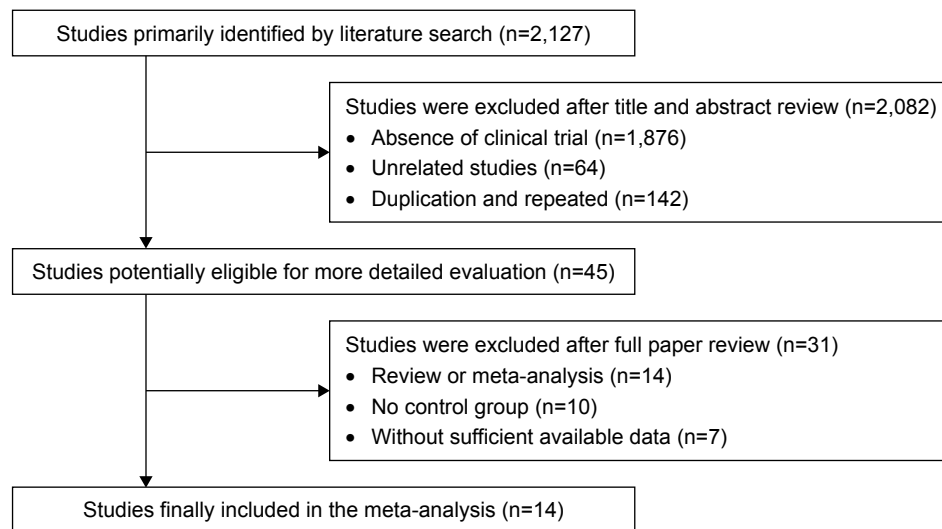 Studies primarily identified by literature search (n=2,127)
Studies were excluded after title and abstract review (n=2,082)
• Absence of clinical trial (n=1,876)
• Unrelated studies (n=64)
• Duplication and repeated (n=142)
Studies potentially eligible for more detailed evaluation (n=45)
Studies were excluded after full paper review (n=31)
• Review or meta-analysis (n=14)
• No control group (n=10)
• Without sufficient available data (n=7)
Studies finally included in the meta-analysis (n=14)